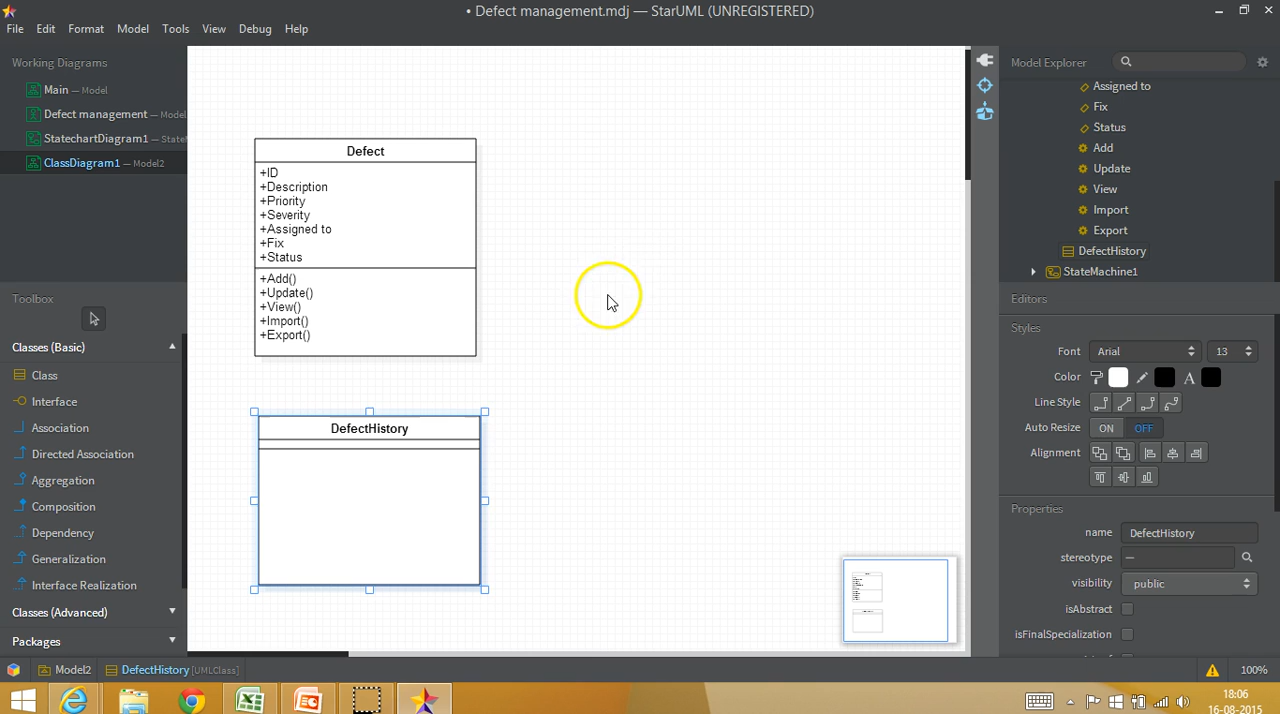 • Defect management.mdj — StarUML (UNREGISTERED)
File Edit Format Model Tools View Debug Help
Working Diagrams
Main — Model
Defect management — Model
StatechartDiagram1 — State
ClassDiagram1 — Model2
Toolbox
Classes (Basic)
Class
Interface
Association
Directed Association
Aggregation
Composition
Dependency
Generalization
Interface Realization
Classes (Advanced)
Packages
Defect
+ID
+Description
+Priority
+Severity
+Assigned to
+Fix
+Status
+Add()
+Update()
+View()
+Import()
+Export()
DefectHistory
Model Explorer
Assigned to
Fix
Status
Add
Update
View
Import
Export
DefectHistory
StateMachine1
Editors
Styles
Font Arial 13
Color A
Line Style
Auto Resize ON OFF
Alignment
Properties
name DefectHistory
stereotype —
visibility public
isAbstract
isFinalSpecialization
Model2 DefectHistory [UMLClass] 100%
18:06
16-08-2015